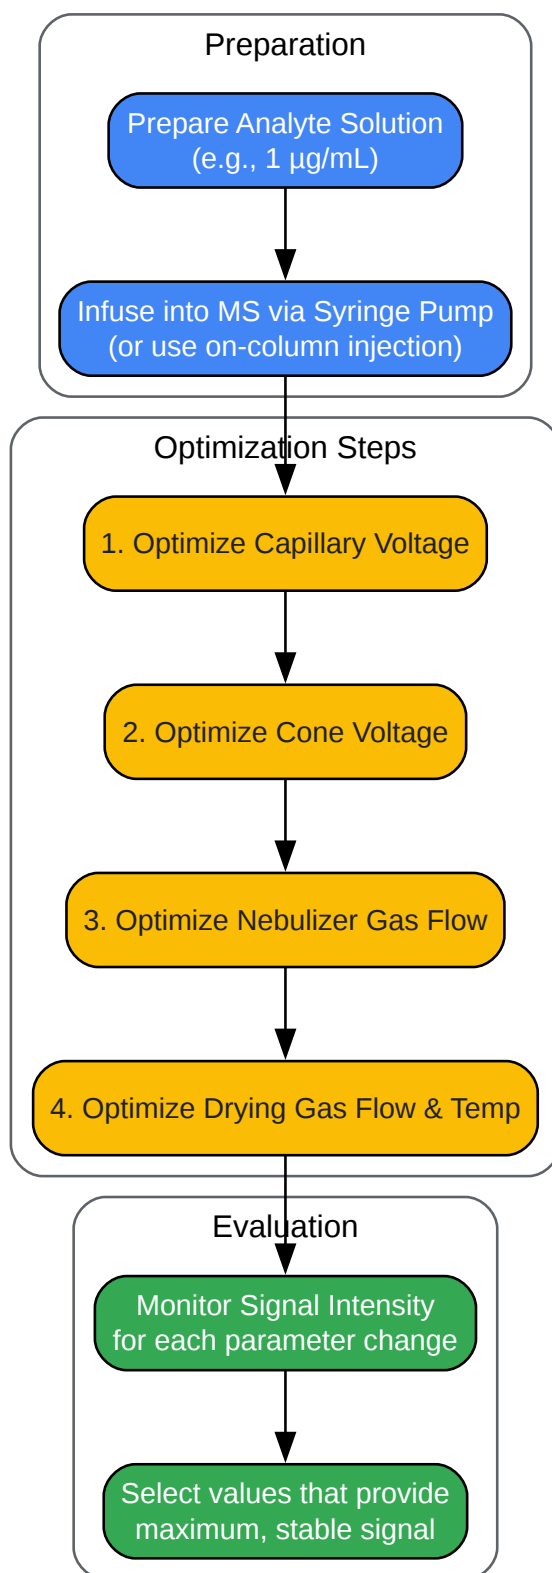 Preparation
Prepare Analyte Solution
(e.g., 1 µg/mL)
Infuse into MS via Syringe Pump
(or use on-column injection)
Optimization Steps
1. Optimize Capillary Voltage
2. Optimize Cone Voltage
3. Optimize Nebulizer Gas Flow
4. Optimize Drying Gas Flow & Temp
Evaluation
Monitor Signal Intensity
for each parameter change
Select values that provide
maximum, stable signal